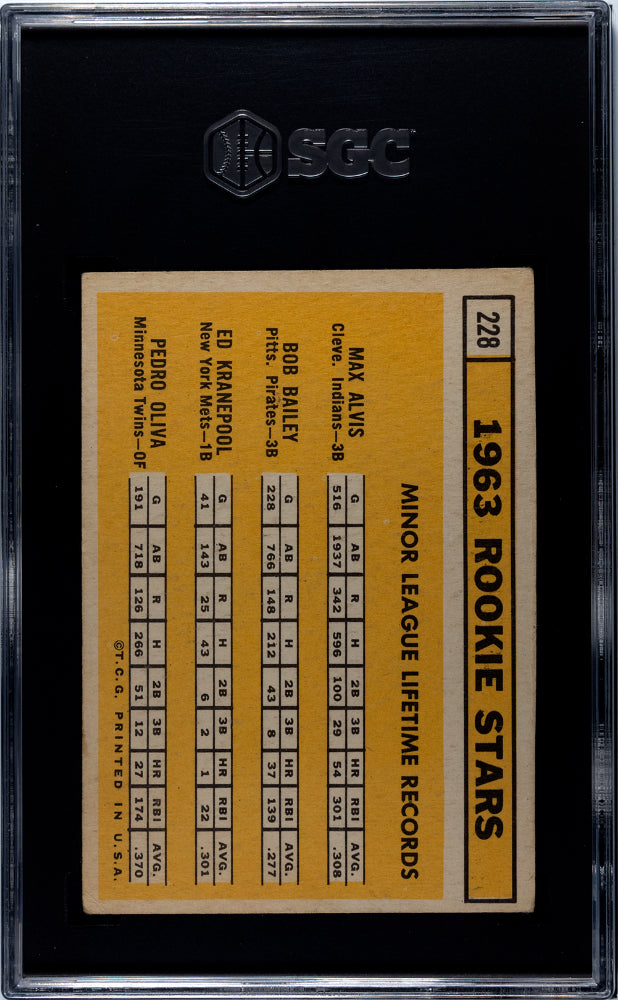 SGC
228
1963 ROOKIE STARS
MINOR LEAGUE LIFETIME RECORDS
MAX ALVIS
Cleve. Indians—3B
G AB R H 2B 3B HR RBI AVG.
516 1937 342 596 100 29 54 301 .308
BOB BAILEY
Pitts. Pirates—3B
G AB R H 2B 3B HR RBI AVG.
228 766 148 212 43 8 37 139 .277
ED KRANEPOOL
New York Mets—1B
G AB R H 2B 3B HR RBI AVG.
41 143 25 43 6 2 1 22 .301
PEDRO OLIVA
Minnesota Twins—OF
G AB R H 2B 3B HR RBI AVG.
191 718 126 266 51 12 27 174 .370
©T.C.G. PRINTED IN U.S.A.